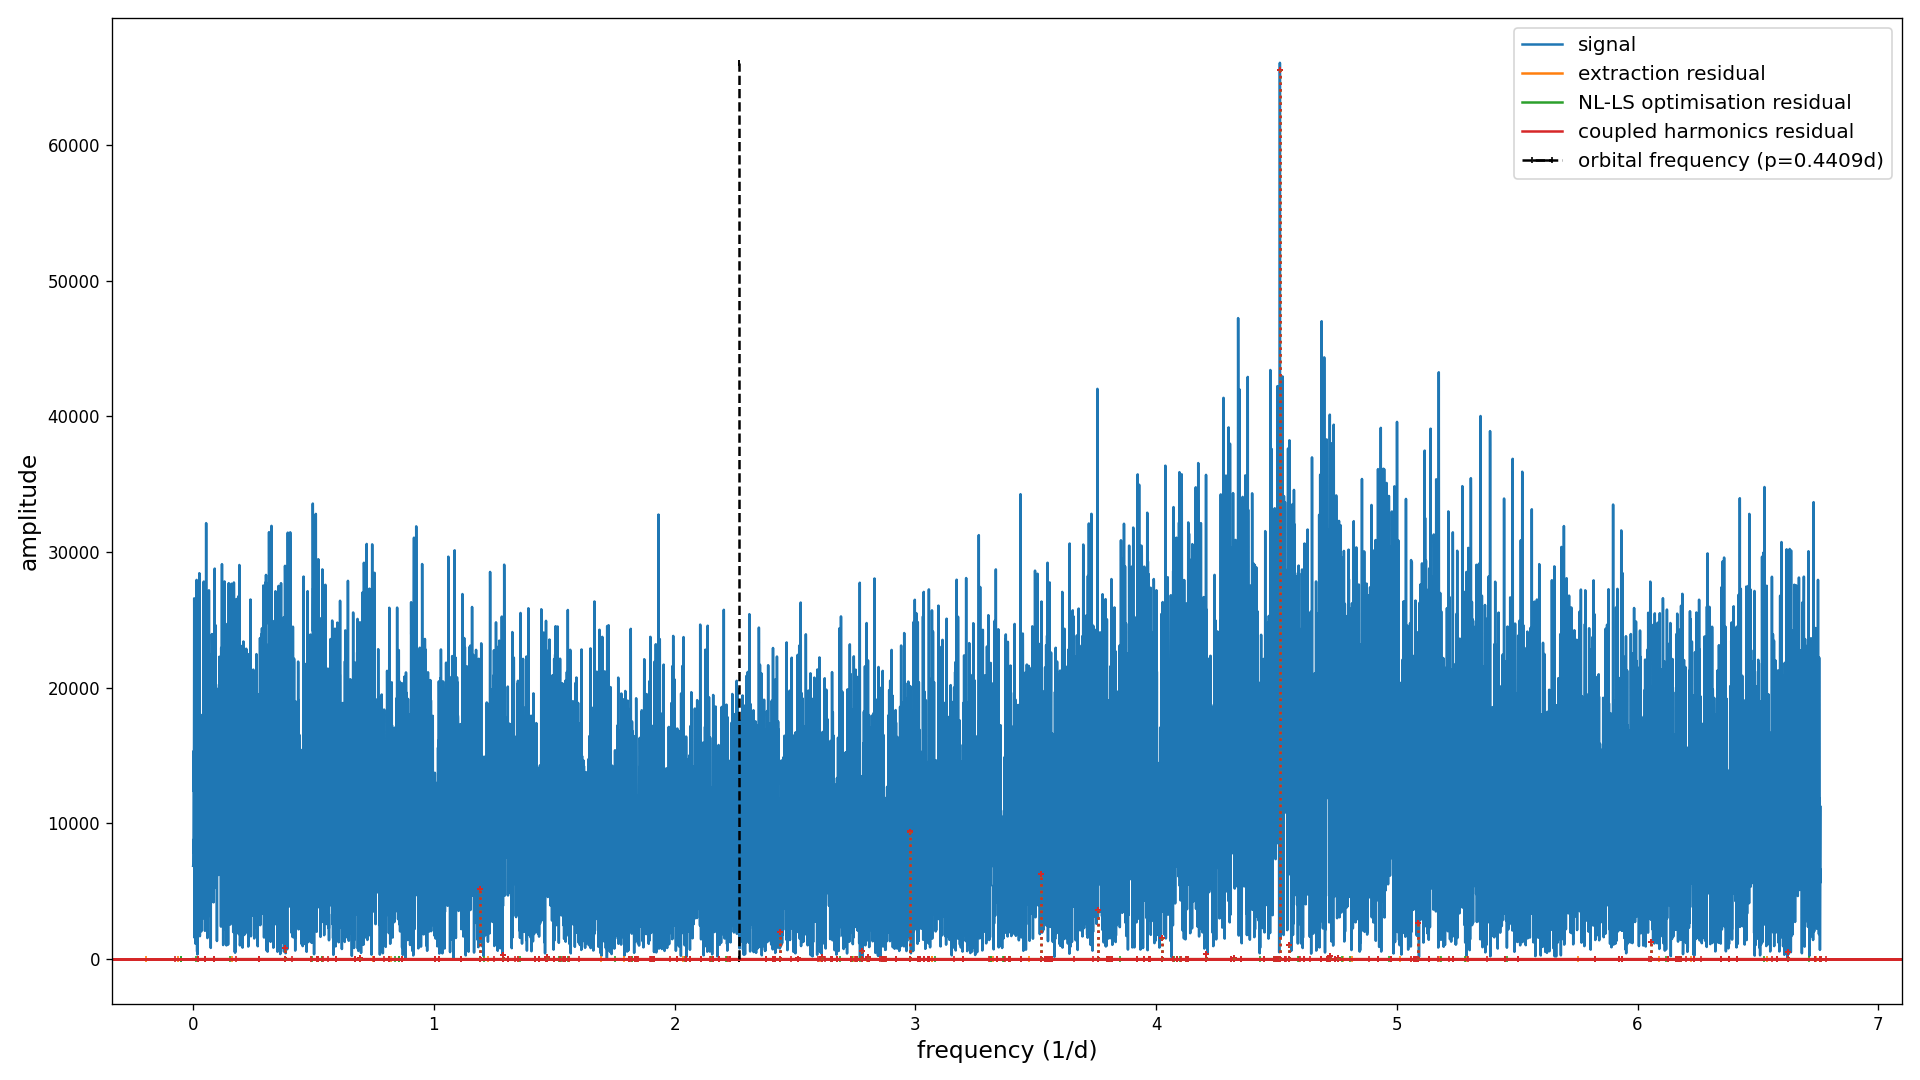 signal
extraction residual
NL-LS optimisation residual
coupled harmonics residual
orbital frequency (p=0.4409d)
amplitude
60000
50000
40000
30000
20000
10000
0
0 1 2 3 4 5 6 7
frequency (1/d)